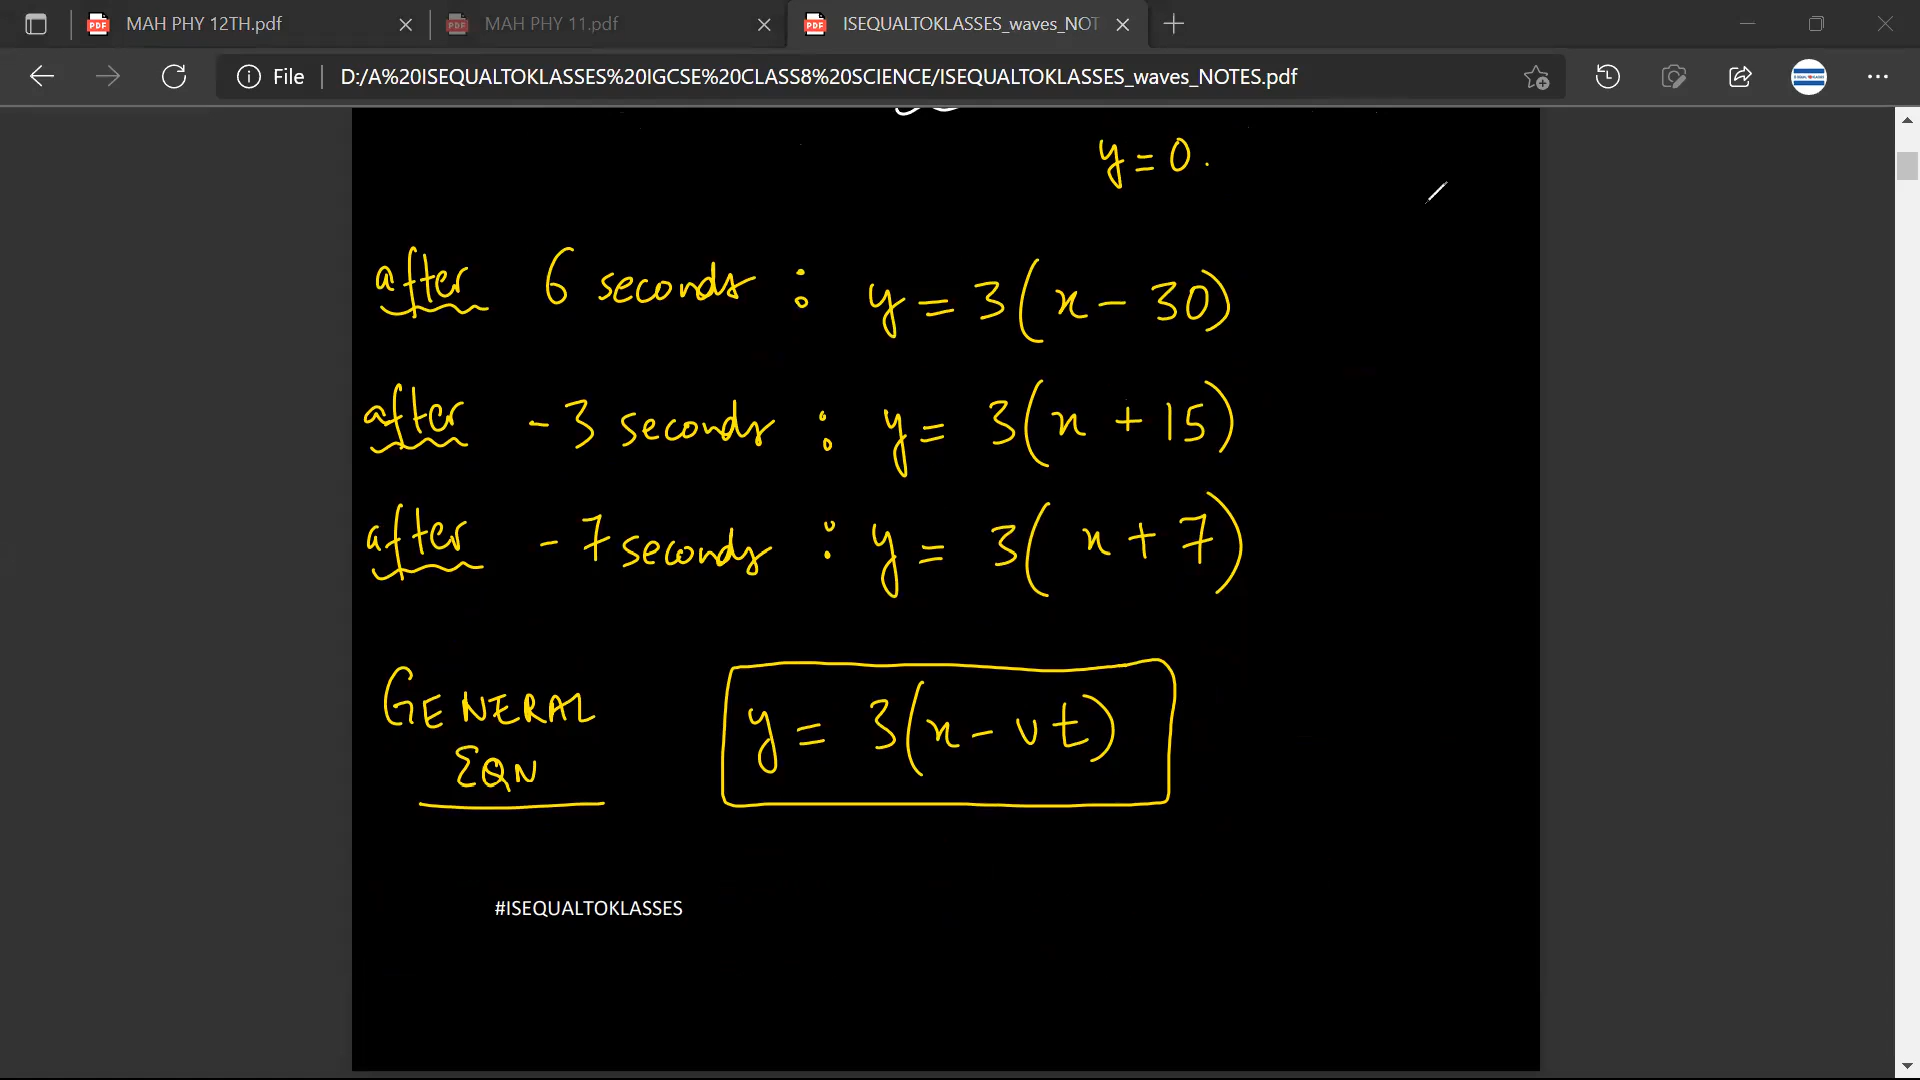 MAH PHY 12TH.pdf
MAH PHY 11.pdf
ISEQUALTOKLASSES_waves_NOT
File
D:/A%20ISEQUALTOKLASSES%20IGCSE%20CLASS8%20SCIENCE/ISEQUALTOKLASSES_waves_NOTES.pdf
y = 0.
after 6 seconds : y = 3(x - 30)
after -3 seconds : y = 3(x + 15)
after -7 seconds : y = 3(x + 7)
GENERAL
EQN
y = 3(x - vt)
#ISEQUALTOKLASSES